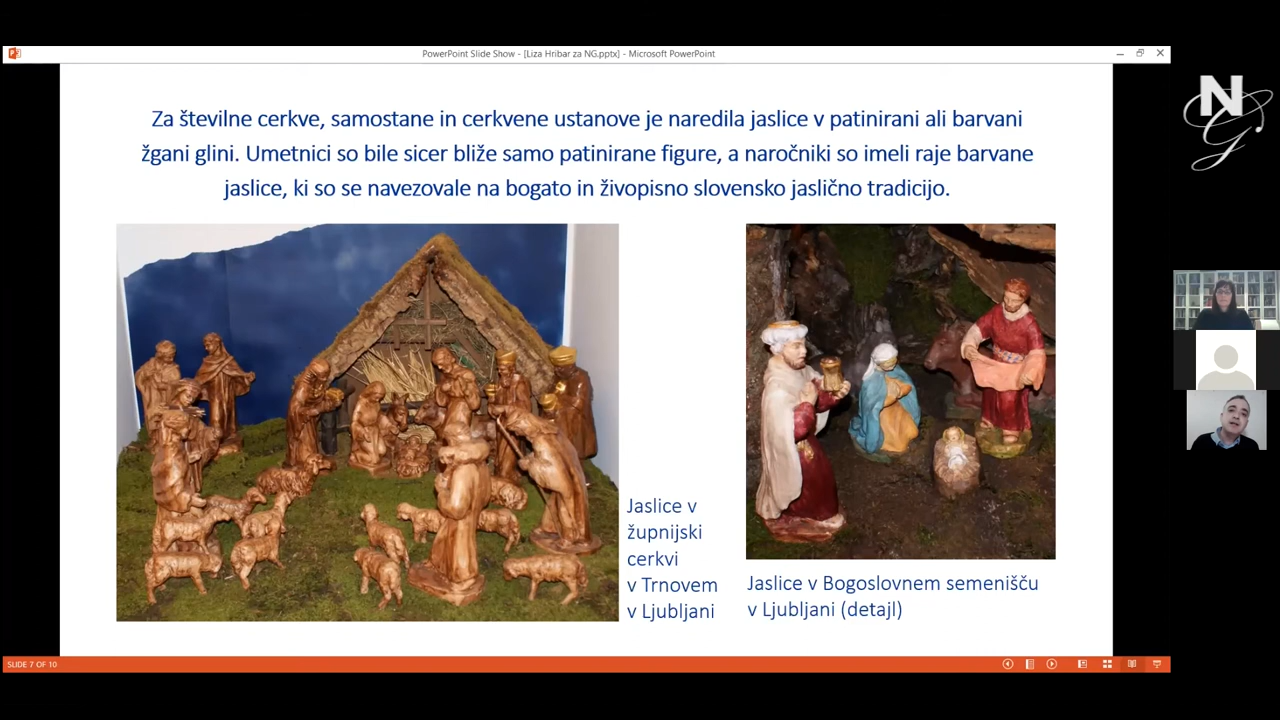 PowerPoint Slide Show - [Liza Hribar za NG.pptx] - Microsoft PowerPoint
Za številne cerkve, samostane in cerkvene ustanove je naredila jaslice v patinirani ali barvani
žgani glini. Umetnici so bile sicer bliže samo patinirane figure, a naročniki so imeli raje barvane
jaslice, ki so se navezovale na bogato in živopisno slovensko jaslično tradicijo.
Jaslice v
župnijski
cerkvi
v Trnovem
v Ljubljani
Jaslice v Bogoslovnem semenišču
v Ljubljani (detajl)
SLIDE 7 OF 10
NG